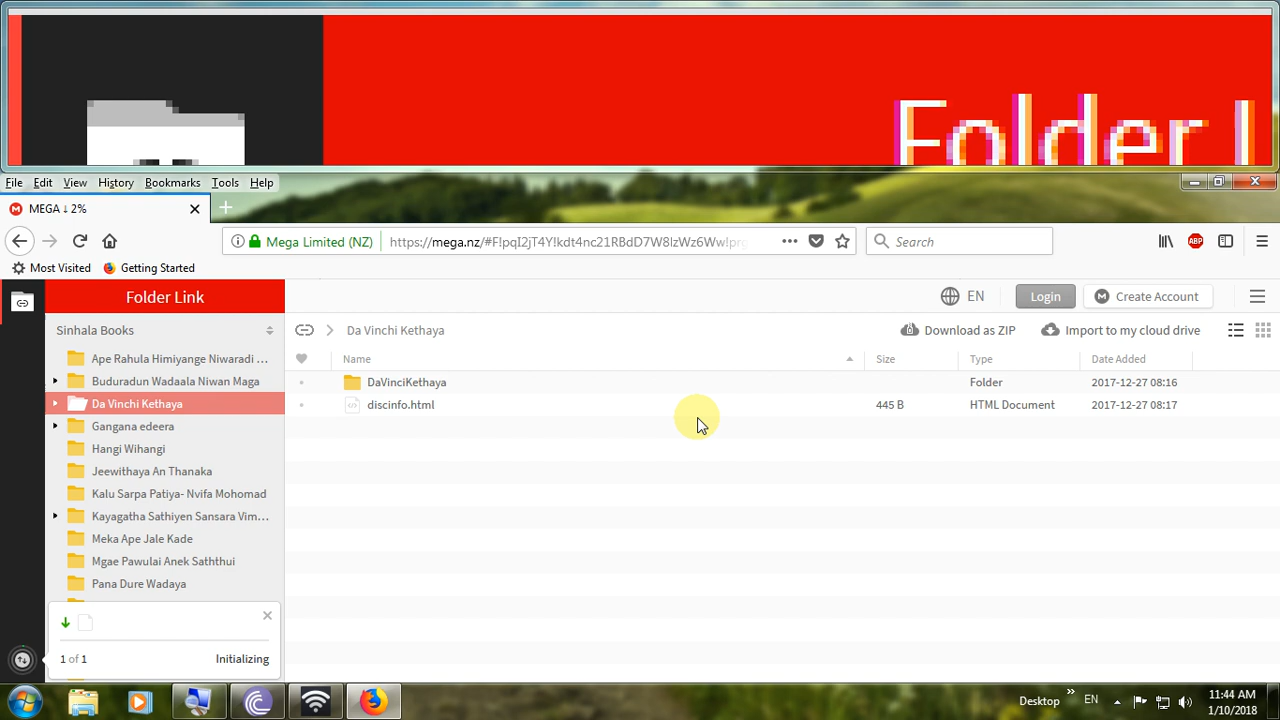 Folder l
File Edit View History Bookmarks Tools Help
MEGA ↓ 2%
Mega Limited (NZ) https://mega.nz/#F!pqI2jT4Y!kdt4nc21RBdD7W8lzWz6Ww!prg Search
Most Visited Getting Started
Folder Link EN Login Create Account
Sinhala Books Da Vinchi Kethaya Download as ZIP Import to my cloud drive
Name Size Type Date Added
Ape Rahula Himiyange Niwaradi ...
Buduradun Wadaala Niwan Maga DaVinciKethaya Folder 2017-12-27 08:16
Da Vinchi Kethaya discinfo.html 445 B HTML Document 2017-12-27 08:17
Gangana edeera
Hangi Wihangi
Jeewithaya An Thanaka
Kalu Sarpa Patiya- Nvifa Mohomad
Kayagatha Sathiyen Sansara Vim...
Meka Ape Jale Kade
Mgae Pawulai Anek Saththui
Pana Dure Wadaya
1 of 1 Initializing
Desktop EN 11:44 AM
1/10/2018